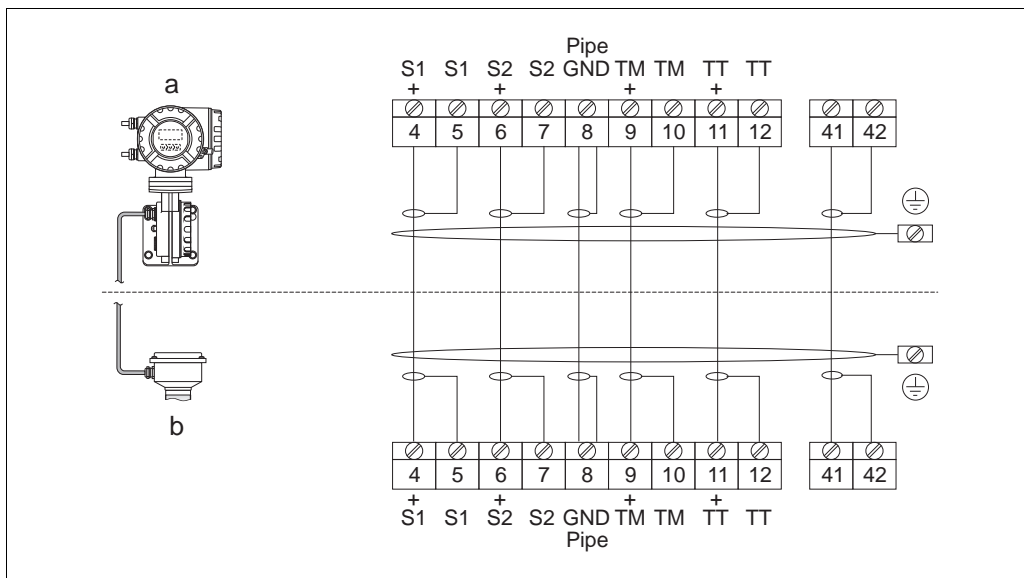 a
Pipe
S1 S1 S2 S2 GND TM TM TT TT
+ + + +
4 5 6 7 8 9 10 11 12 41 42
4 5 6 7 8 9 10 11 12 41 42
+ + + +
S1 S1 S2 S2 GND TM TM TT TT
Pipe
b